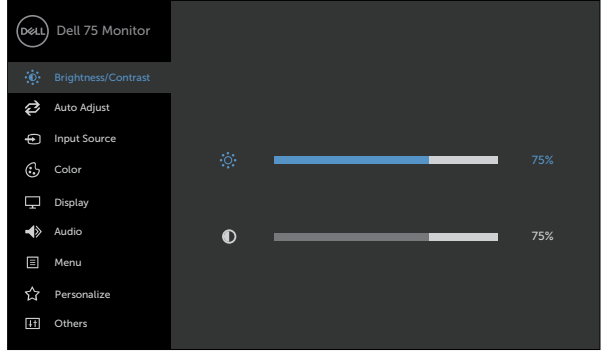 DELL
Dell 75 Monitor
Brightness/Contrast
Auto Adjust
Input Source
Color
75%
Display
Audio
75%
Menu
Personalize
Others